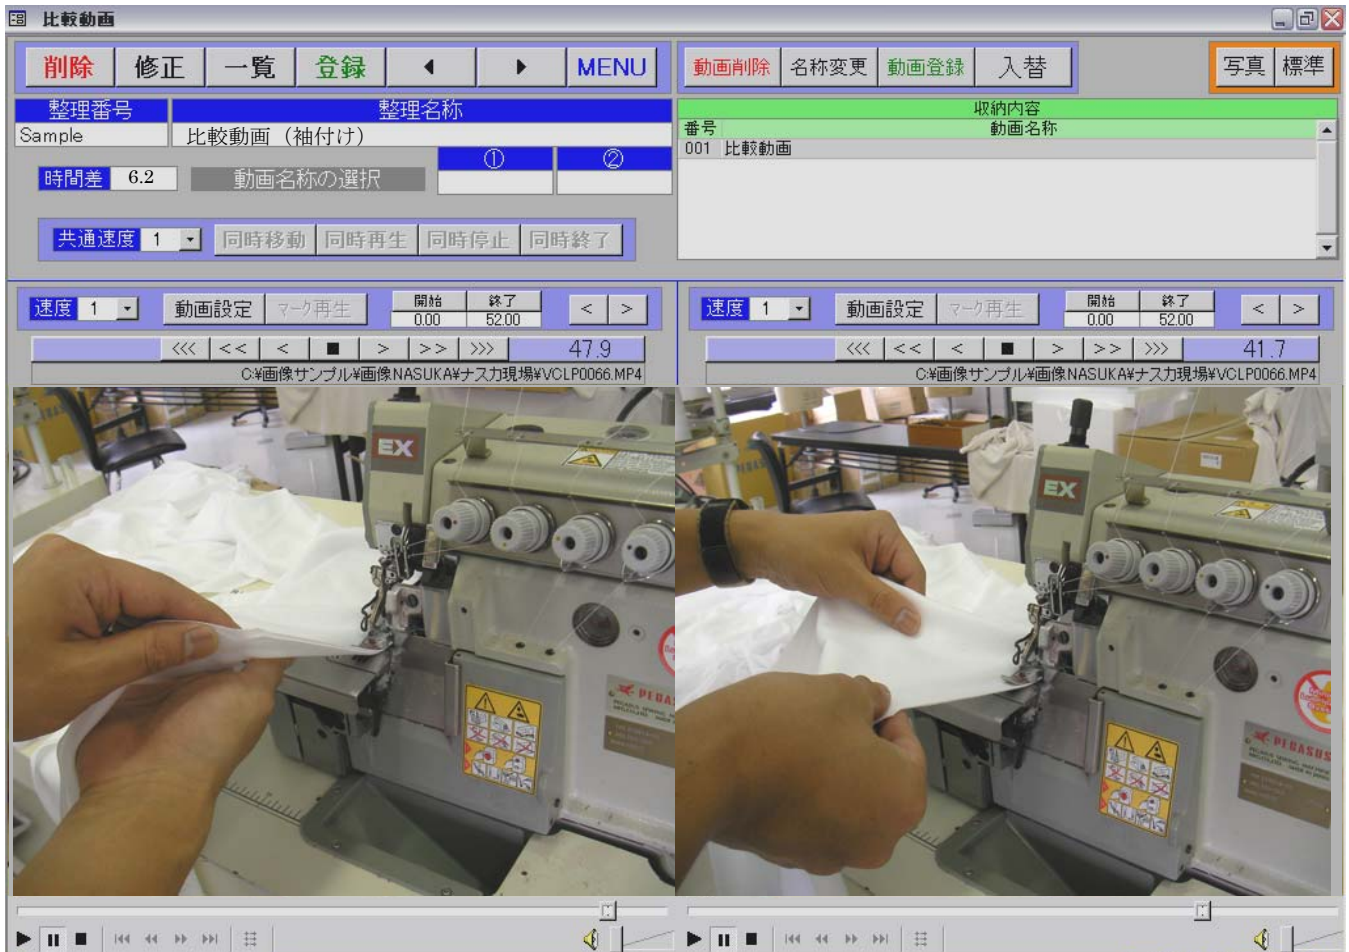 比較動画
削除 修正 一覧 登録 MENU
動画削除 名称変更 動画登録 入替 写真 標準
整理番号 整理名称
Sample 比較動画（袖付け）
収納内容
番号 動画名称
001 比較動画
① ②
時間差 6.2 動画名称の選択
共通速度 1 同時移動 同時再生 同時停止 同時終了
速度 1 動画設定 マーク再生 開始 終了 < >
0.00 52.00
<<< << < ■ > >> >>> 47.9
C:¥画像サンプル¥画像NASUKA¥ナスカ現場¥VCLP0066.MP4
速度 1 動画設定 マーク再生 開始 終了 < >
0.00 52.00
<<< << < ■ > >> >>> 41.7
C:¥画像サンプル¥画像NASUKA¥ナスカ現場¥VCLP0066.MP4
EX
EX
PEGAS
PEGASUS